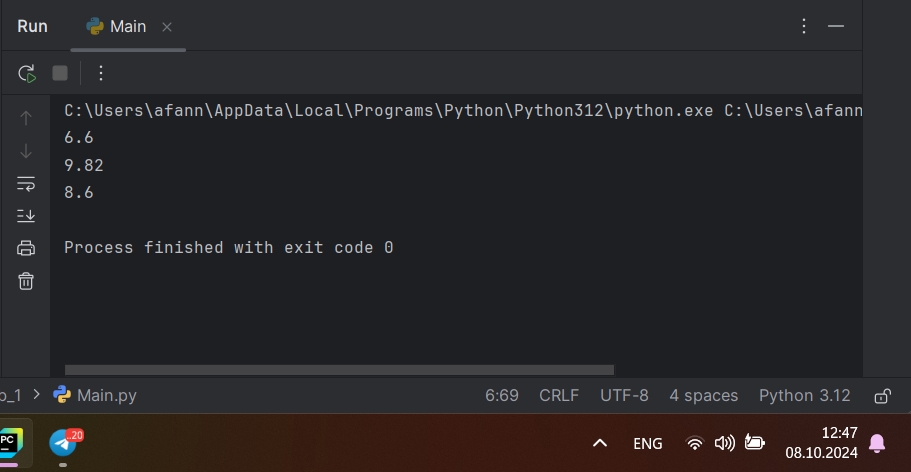 Run Main
C:\Users\afann\AppData\Local\Programs\Python\Python312\python.exe C:\Users\afann
6.6
9.82
8.6
Process finished with exit code 0
p_1 > Main.py 6:69 CRLF UTF-8 4 spaces Python 3.12
PC ..20 ENG 12:47
08.10.2024